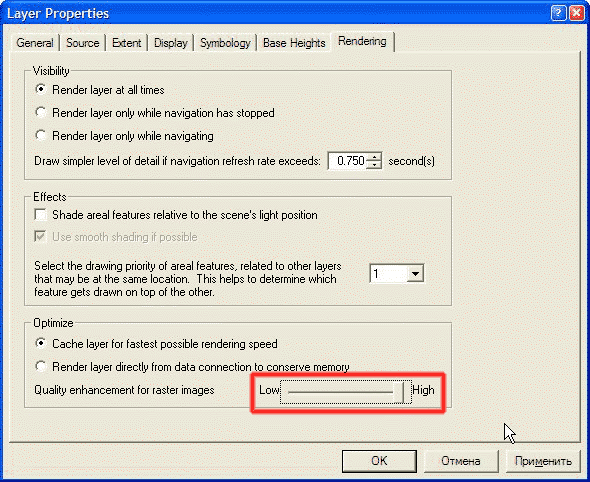 Layer Properties
General Source Extent Display Symbology Base Heights Rendering
Visibility
Render layer at all times
Render layer only while navigation has stopped
Render layer only while navigating
Draw simpler level of detail if navigation refresh rate exceeds: 0.750 second(s)
Effects
Shade areal features relative to the scene's light position
Use smooth shading if possible
Select the drawing priority of areal features, related to other layers
that may be at the same location. This helps to determine which
feature gets drawn on top of the other.
1
Optimize
Cache layer for fastest possible rendering speed
Render layer directly from data connection to conserve memory
Quality enhancement for raster images Low High
OK Отмена Применить